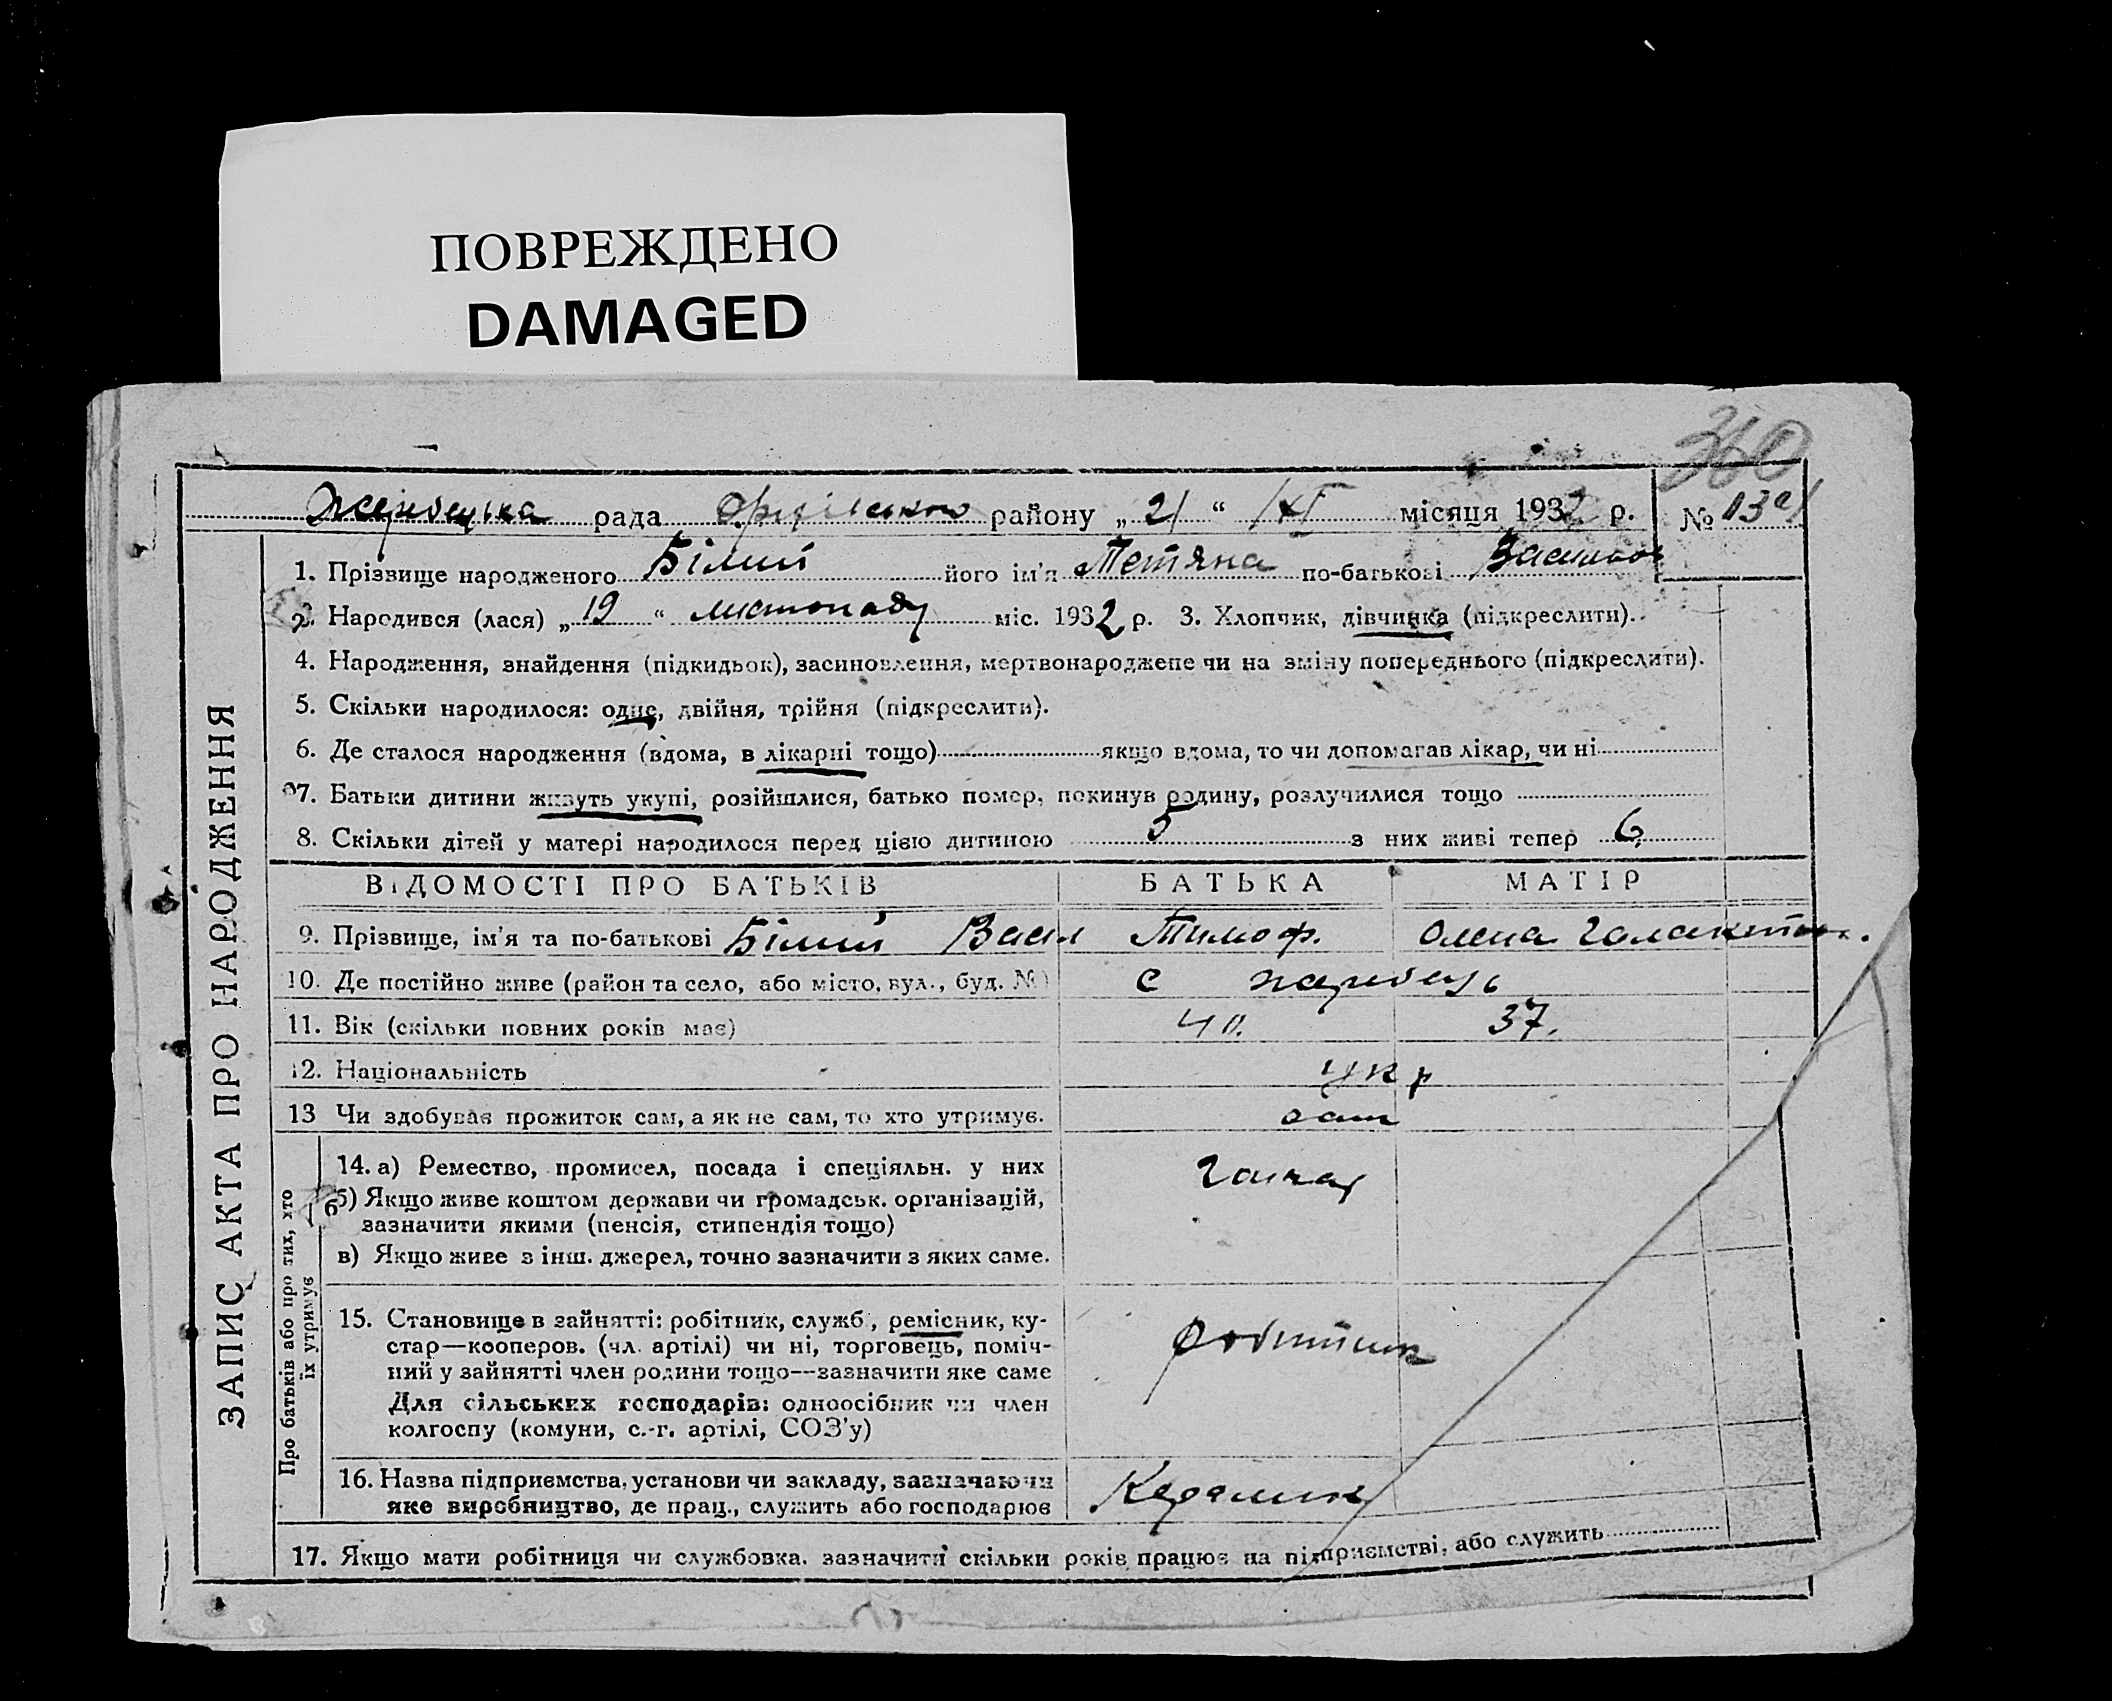 ПОВРЕЖДЕНО
DAMAGED
360
рада району „ 21 “ /XI місяця 1932 р. №
1. Прізвище народженого Білий його ім'я Тетяна по-батькові
2. Народився (лася) „ 19 “ листопаду міс. 1932 р. 3. Хлопчик, дівчинка (підкреслити).
4. Народження, знайдення (підкидьок), засиновлення, мертвонароджене чи на зміну попереднього (підкреслити).
5. Скільки народилося: одне, двійня, трійня (підкреслити).
6. Де сталося народження (вдома, в лікарні тощо) якщо вдома, то чи допомагав лікар, чи ні
7. Батьки дитини живуть укупі, розійшлися, батько помер, покинув родину, розлучилися тощо
8. Скільки дітей у матері народилося перед цією дитиною 5 з них живі тепер 6
ВІДОМОСТІ ПРО БАТЬКІВ БАТЬКА МАТІР
9. Прізвище, ім'я та по-батькові Білий Васил Тимоф. Олена
10. Де постійно живе (район та село, або місто, вул., буд. №) с
11. Вік (скільки повних років має) 40. 37.
12. Національність укр
13 Чи здобуває прожиток сам, а як не сам, то хто утримує. сам
14. а) Ремество, промисел, посада і спеціяльн. у них
б) Якщо живе коштом держави чи громадськ. організацій,
зазначити якими (пенсія, стипендія тощо)
в) Якщо живе з інш. джерел, точно зазначити з яких саме.
15. Становище в зайнятті: робітник, служб., ремісник, ку-
стар—кооперов. (чл. артілі) чи ні, торговець, поміч-
ний у зайнятті член родини тощо—зазначити яке саме
Для сільських господарів: одноосібник чи член
колгоспу (комуни, с.-г. артілі, СОЗ'у)
робітник
16. Назва підприємства, установи чи закладу, зазначаючи
яке виробництво, де прац., служить або господарює
17. Якщо мати робітниця чи службовка, зазначити скільки років працює на підприємстві, або служить
ЗАПИС АКТА ПРО НАРОДЖЕННЯ
Про батьків або про тих, хто
їх утримує